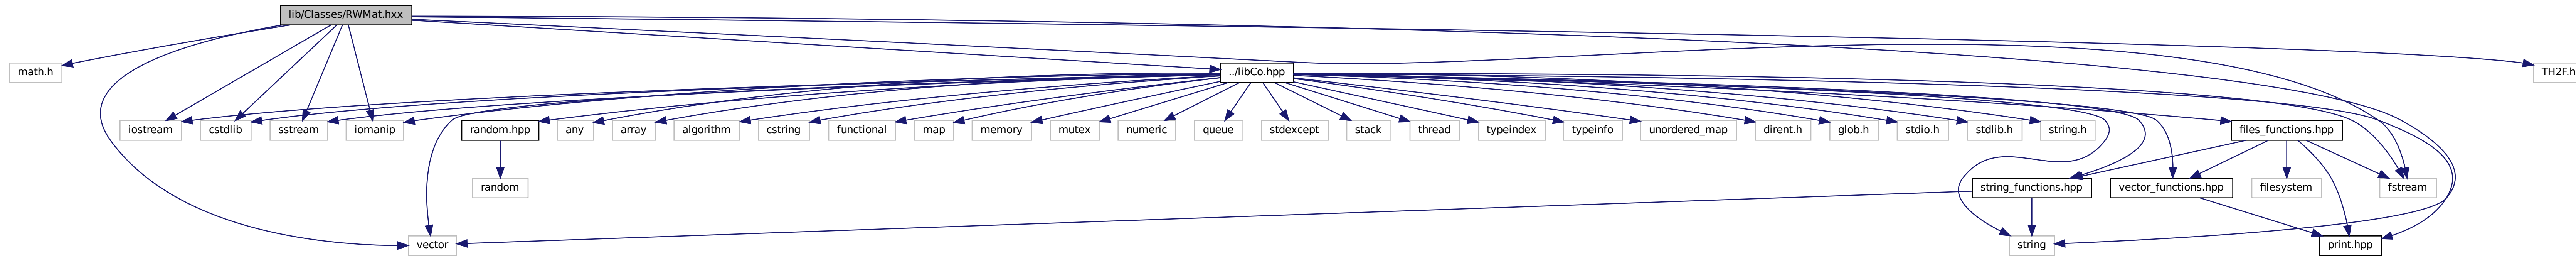 lib/Classes/RWMat.hxx
math.h
../libCo.hpp
TH2F.h
iostream
cstdlib
sstream
iomanip
random.hpp
any
array
algorithm
cstring
functional
map
memory
mutex
numeric
queue
stdexcept
stack
thread
typeindex
typeinfo
unordered_map
dirent.h
glob.h
stdio.h
stdlib.h
string.h
files_functions.hpp
random
string_functions.hpp
vector_functions.hpp
filesystem
fstream
vector
string
print.hpp